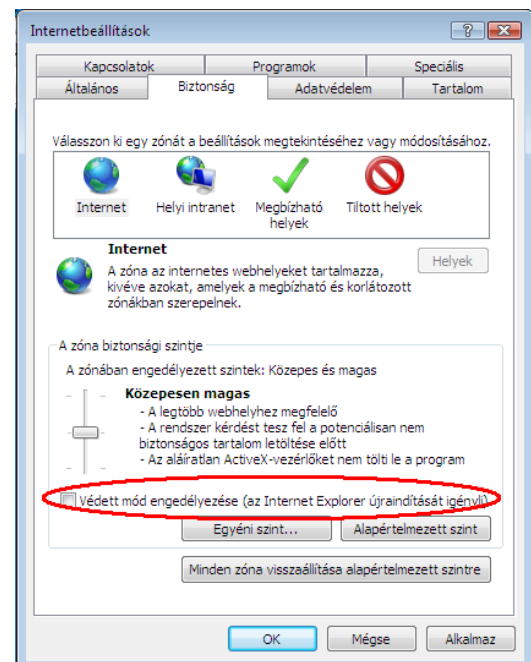 Internetbeállítások
Kapcsolatok Programok Speciális
Általános Biztonság Adatvédelem Tartalom
Válasszon ki egy zónát a beállítások megtekintéséhez vagy módosításához.
Internet Helyi intranet Megbízható Tiltott helyek
helyek
Internet
Helyek
A zóna az internetes webhelyeket tartalmazza,
kivéve azokat, amelyek a megbízható és korlátozott
zónákban szerepelnek.
A zóna biztonsági szintje
A zónában engedélyezett szintek: Közepes és magas
Közepesen magas
- A legtöbb webhelyhez megfelelő
- A rendszer kérdést tesz fel a potenciálisan nem
biztonságos tartalom letöltése előtt
- Az aláíratlan ActiveX-vezérlőket nem tölti le a program
Védett mód engedélyezése (az Internet Explorer újraindítását igényli)
Egyéni szint... Alapértelmezett szint
Minden zóna visszaállítása alapértelmezett szintre
OK Mégse Alkalmaz